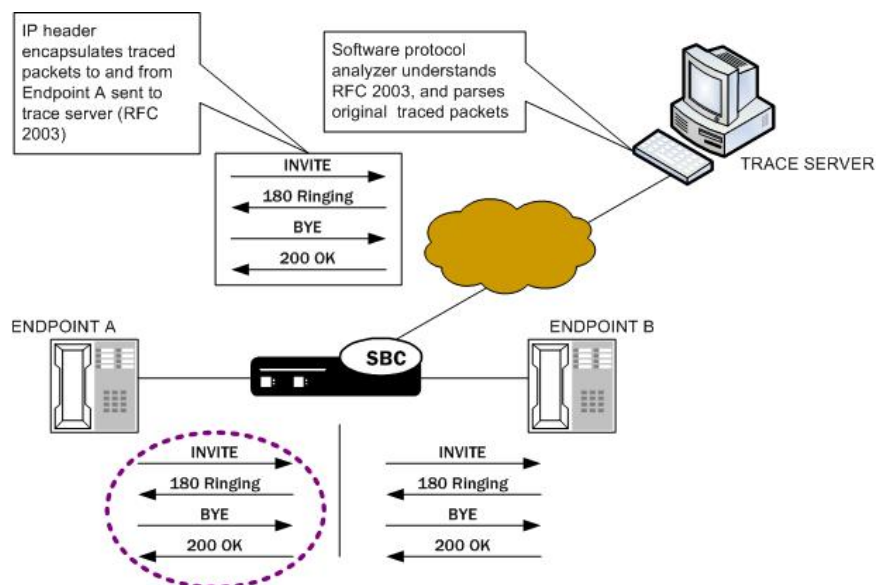 IP header
encapsulates traced
packets to and from
Endpoint A sent to
trace server (RFC
2003)
Software protocol
analyzer understands
RFC 2003, and parses
original traced packets
TRACE SERVER
INVITE
180 Ringing
BYE
200 OK
ENDPOINT A
SBC
ENDPOINT B
INVITE
180 Ringing
BYE
200 OK
INVITE
180 Ringing
BYE
200 OK